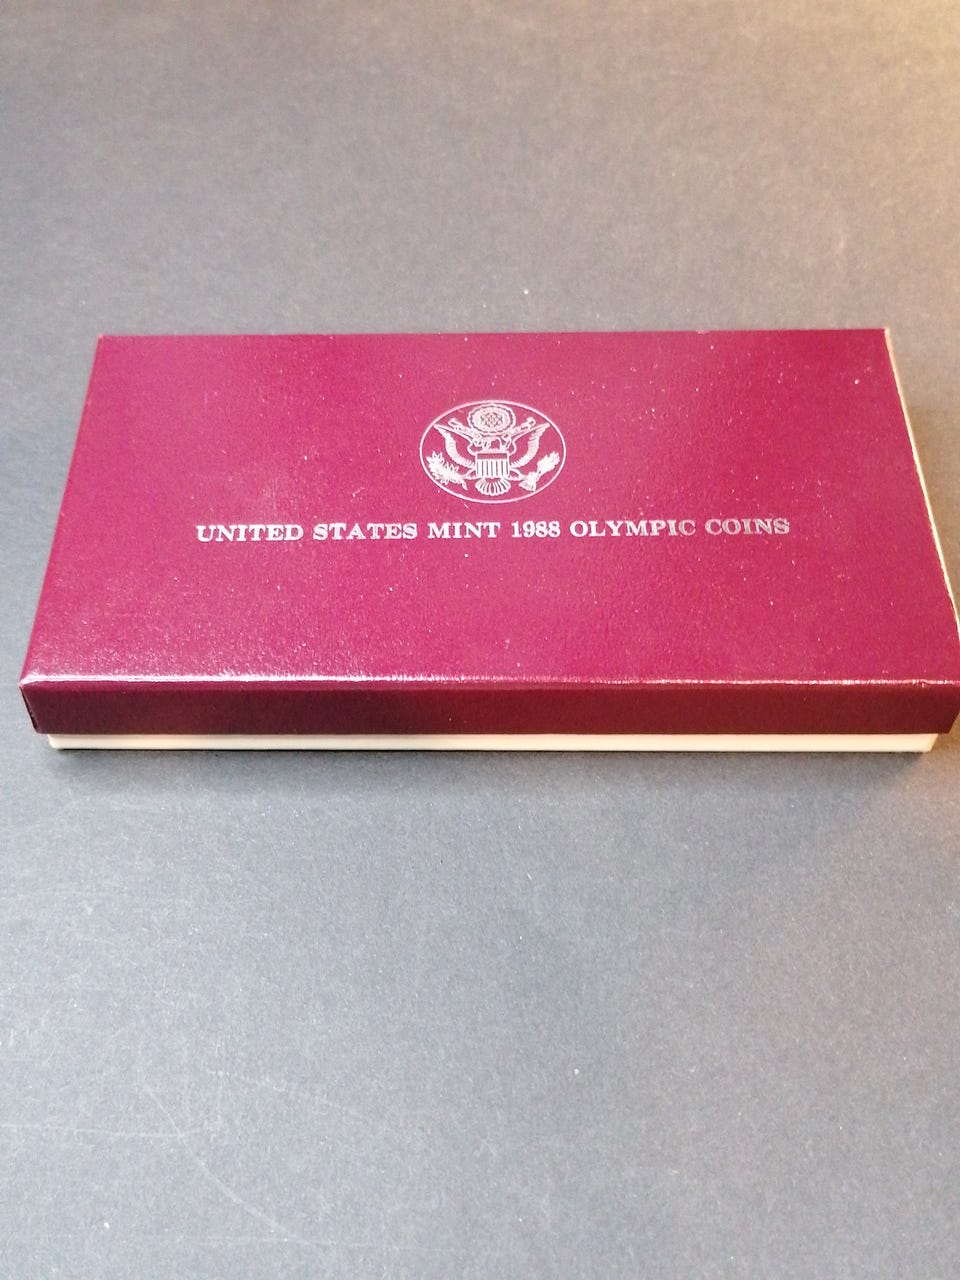 UNITED STATES MINT 1988 OLYMPIC COINS